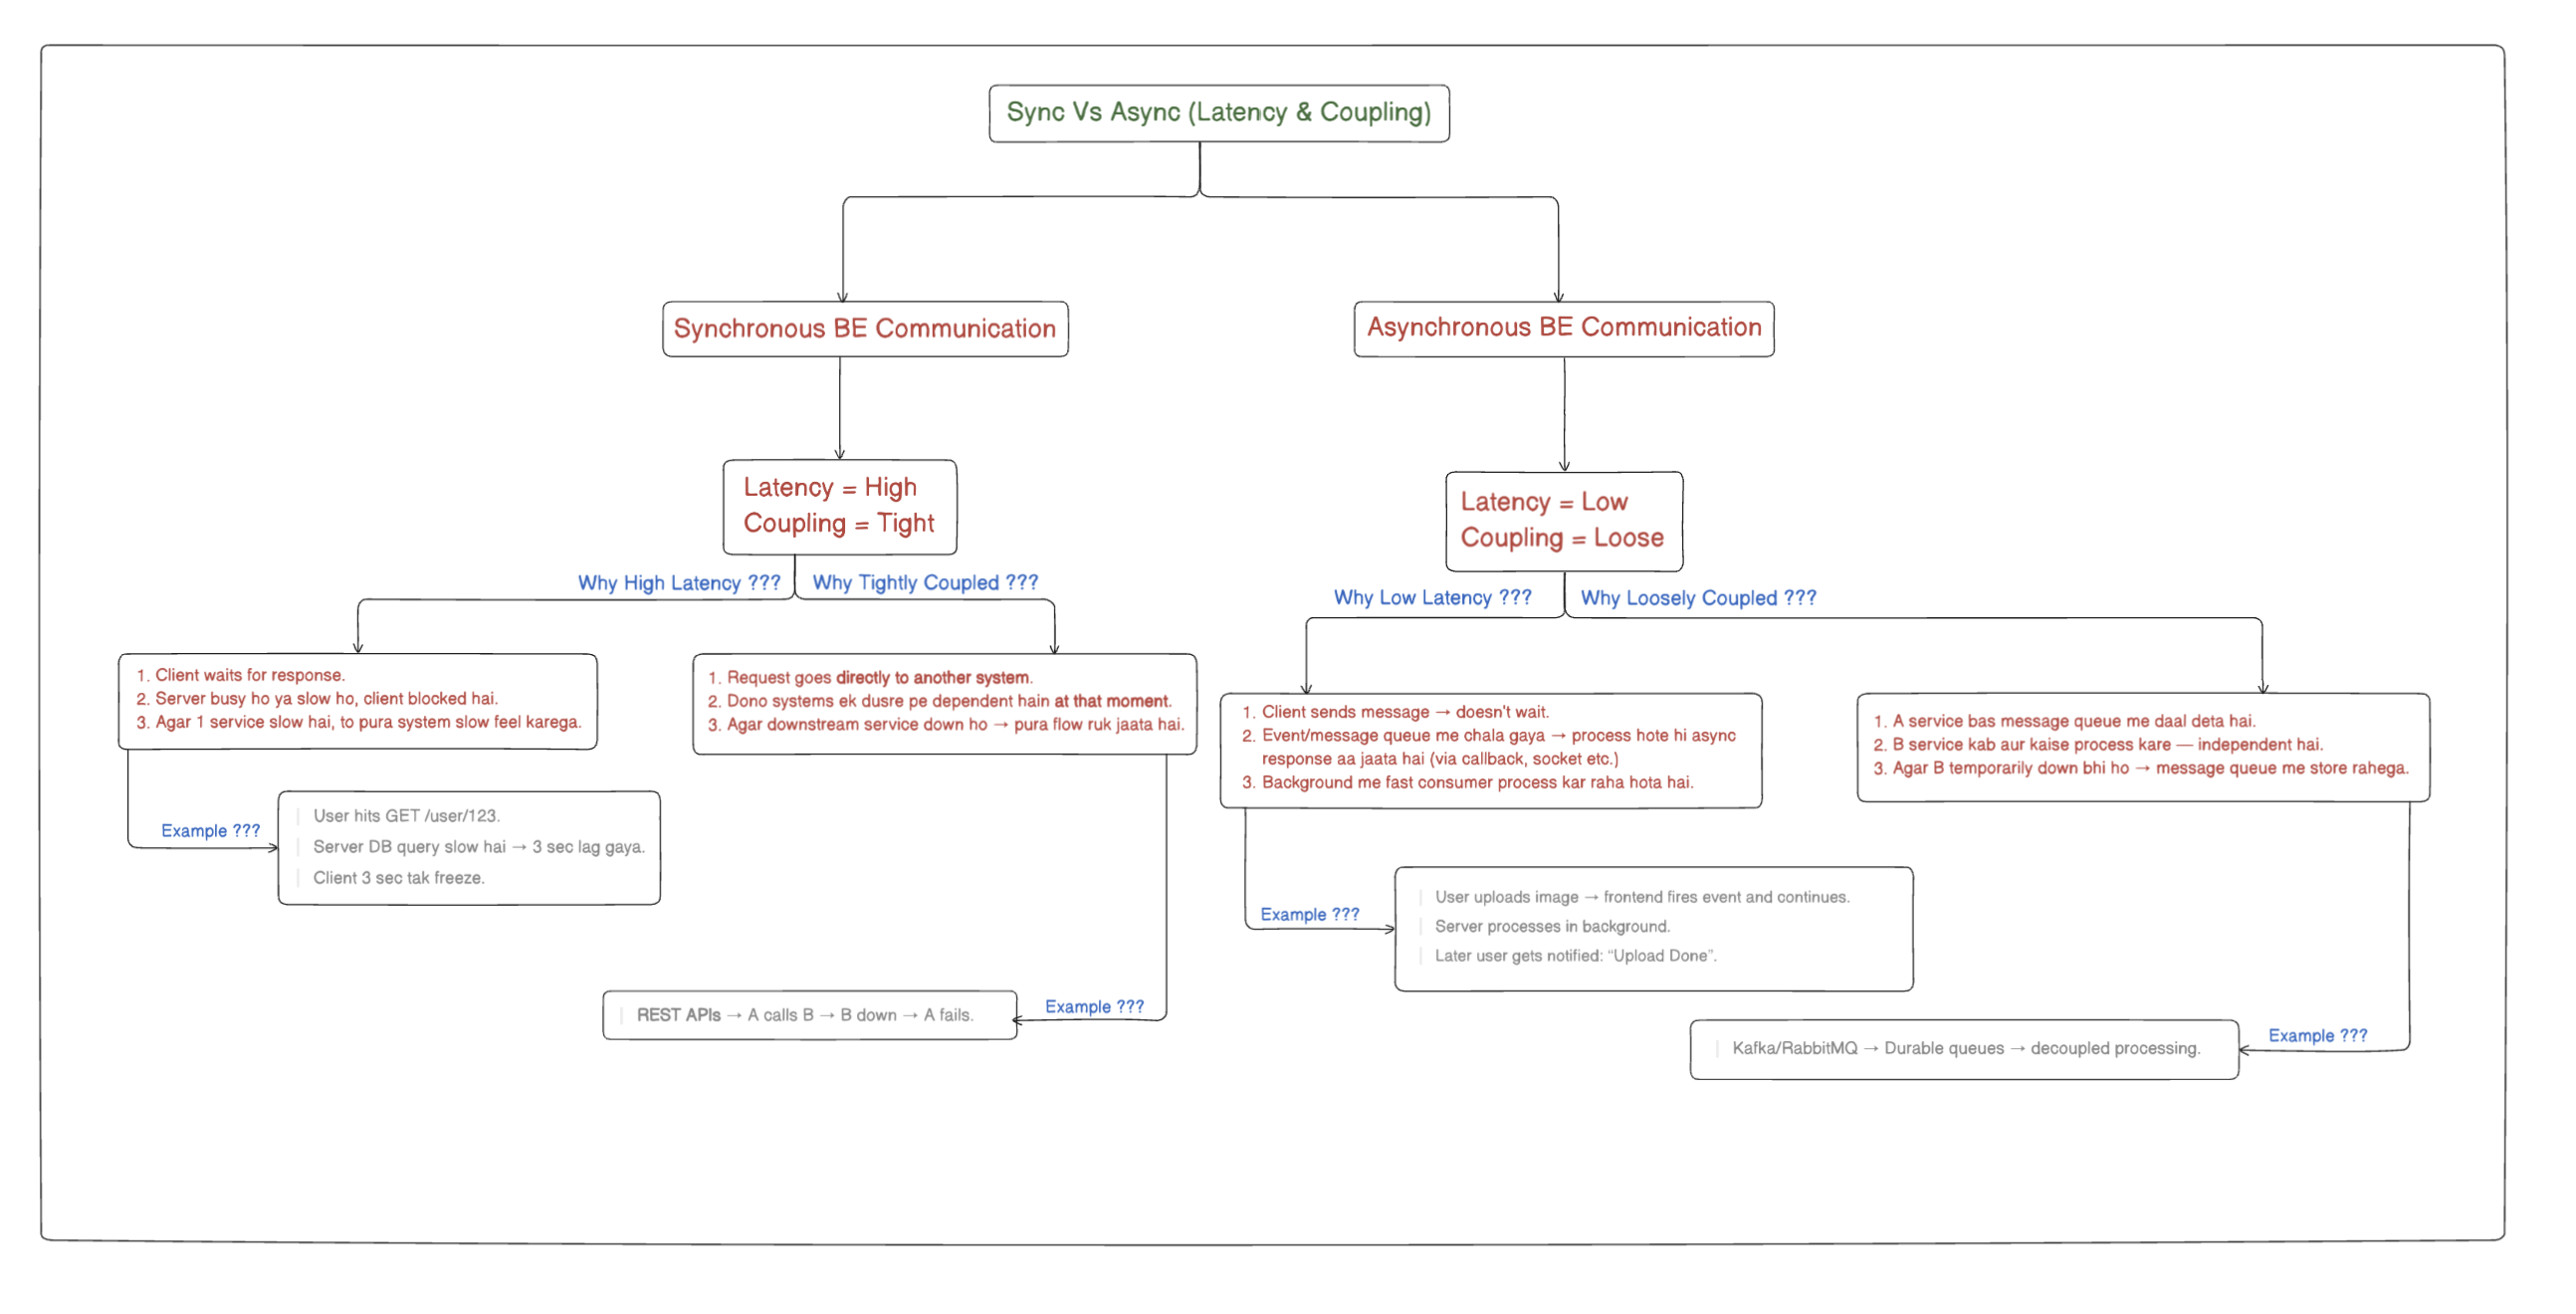 Sync Vs Async (Latency & Coupling)
Synchronous BE Communication
Latency = High
Coupling = Tight
Why High Latency ???
1. Client waits for response.
2. Server busy ho ya slow ho, client blocked hai.
3. Agar 1 service slow hai, to pura system slow feel karega.
Example ???
User hits GET /user/123.
Server DB query slow hai → 3 sec lag gaya.
Client 3 sec tak freeze.
Why Tightly Coupled ???
1. Request goes directly to another system.
2. Dono systems ek dusre pe dependent hain at that moment.
3. Agar downstream service down ho → pura flow ruk jaata hai.
Example ???
REST APIs → A calls B → B down → A fails.
Asynchronous BE Communication
Latency = Low
Coupling = Loose
Why Low Latency ???
1. Client sends message → doesn't wait.
2. Event/message queue me chala gaya → process hote hi async
response aa jaata hai (via callback, socket etc.)
3. Background me fast consumer process kar raha hota hai.
Example ???
User uploads image → frontend fires event and continues.
Server processes in background.
Later user gets notified: “Upload Done”.
Why Loosely Coupled ???
1. A service bas message queue me daal deta hai.
2. B service kab aur kaise process kare — independent hai.
3. Agar B temporarily down bhi ho → message queue me store rahega.
Example ???
Kafka/RabbitMQ → Durable queues → decoupled processing.